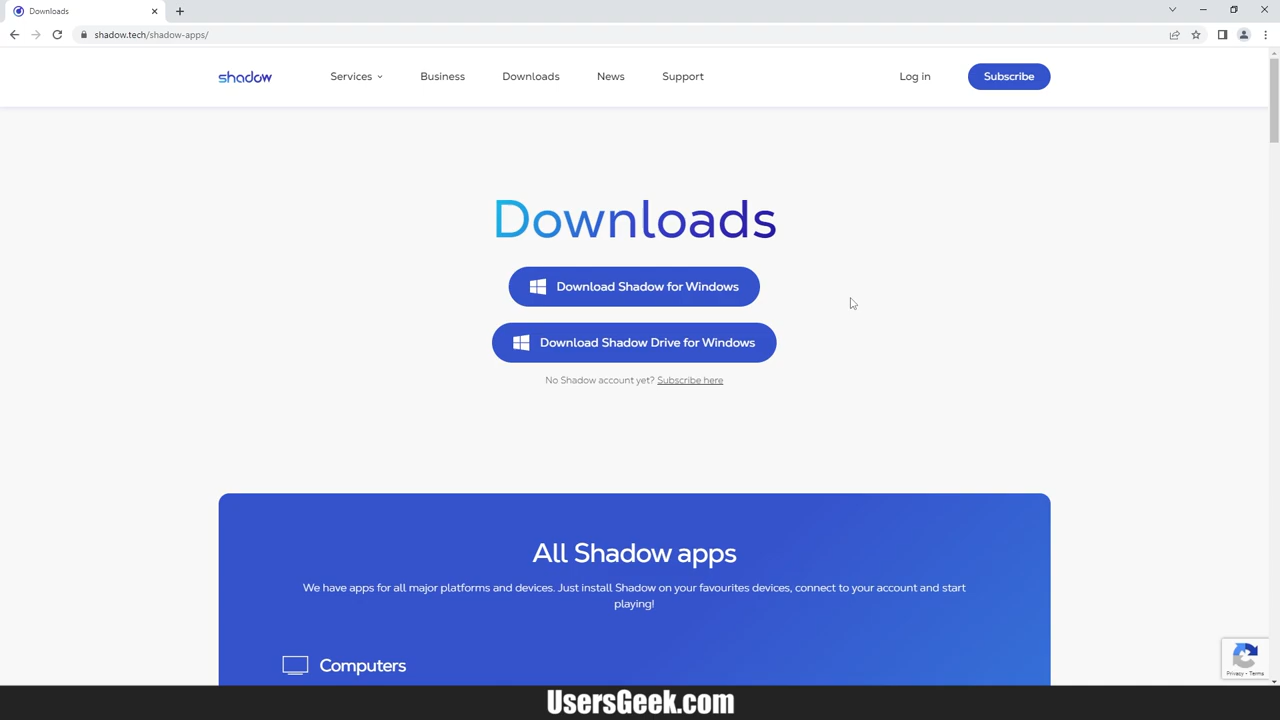 Downloads
shadow.tech/shadow-apps/
shadow
Services
Business
Downloads
News
Support
Log in
Subscribe
Downloads
Download Shadow for Windows
Download Shadow Drive for Windows
No Shadow account yet? Subscribe here
All Shadow apps
We have apps for all major platforms and devices. Just install Shadow on your favourites devices, connect to your account and start
playing!
Computers
Privacy - Terms
UsersGeek.com